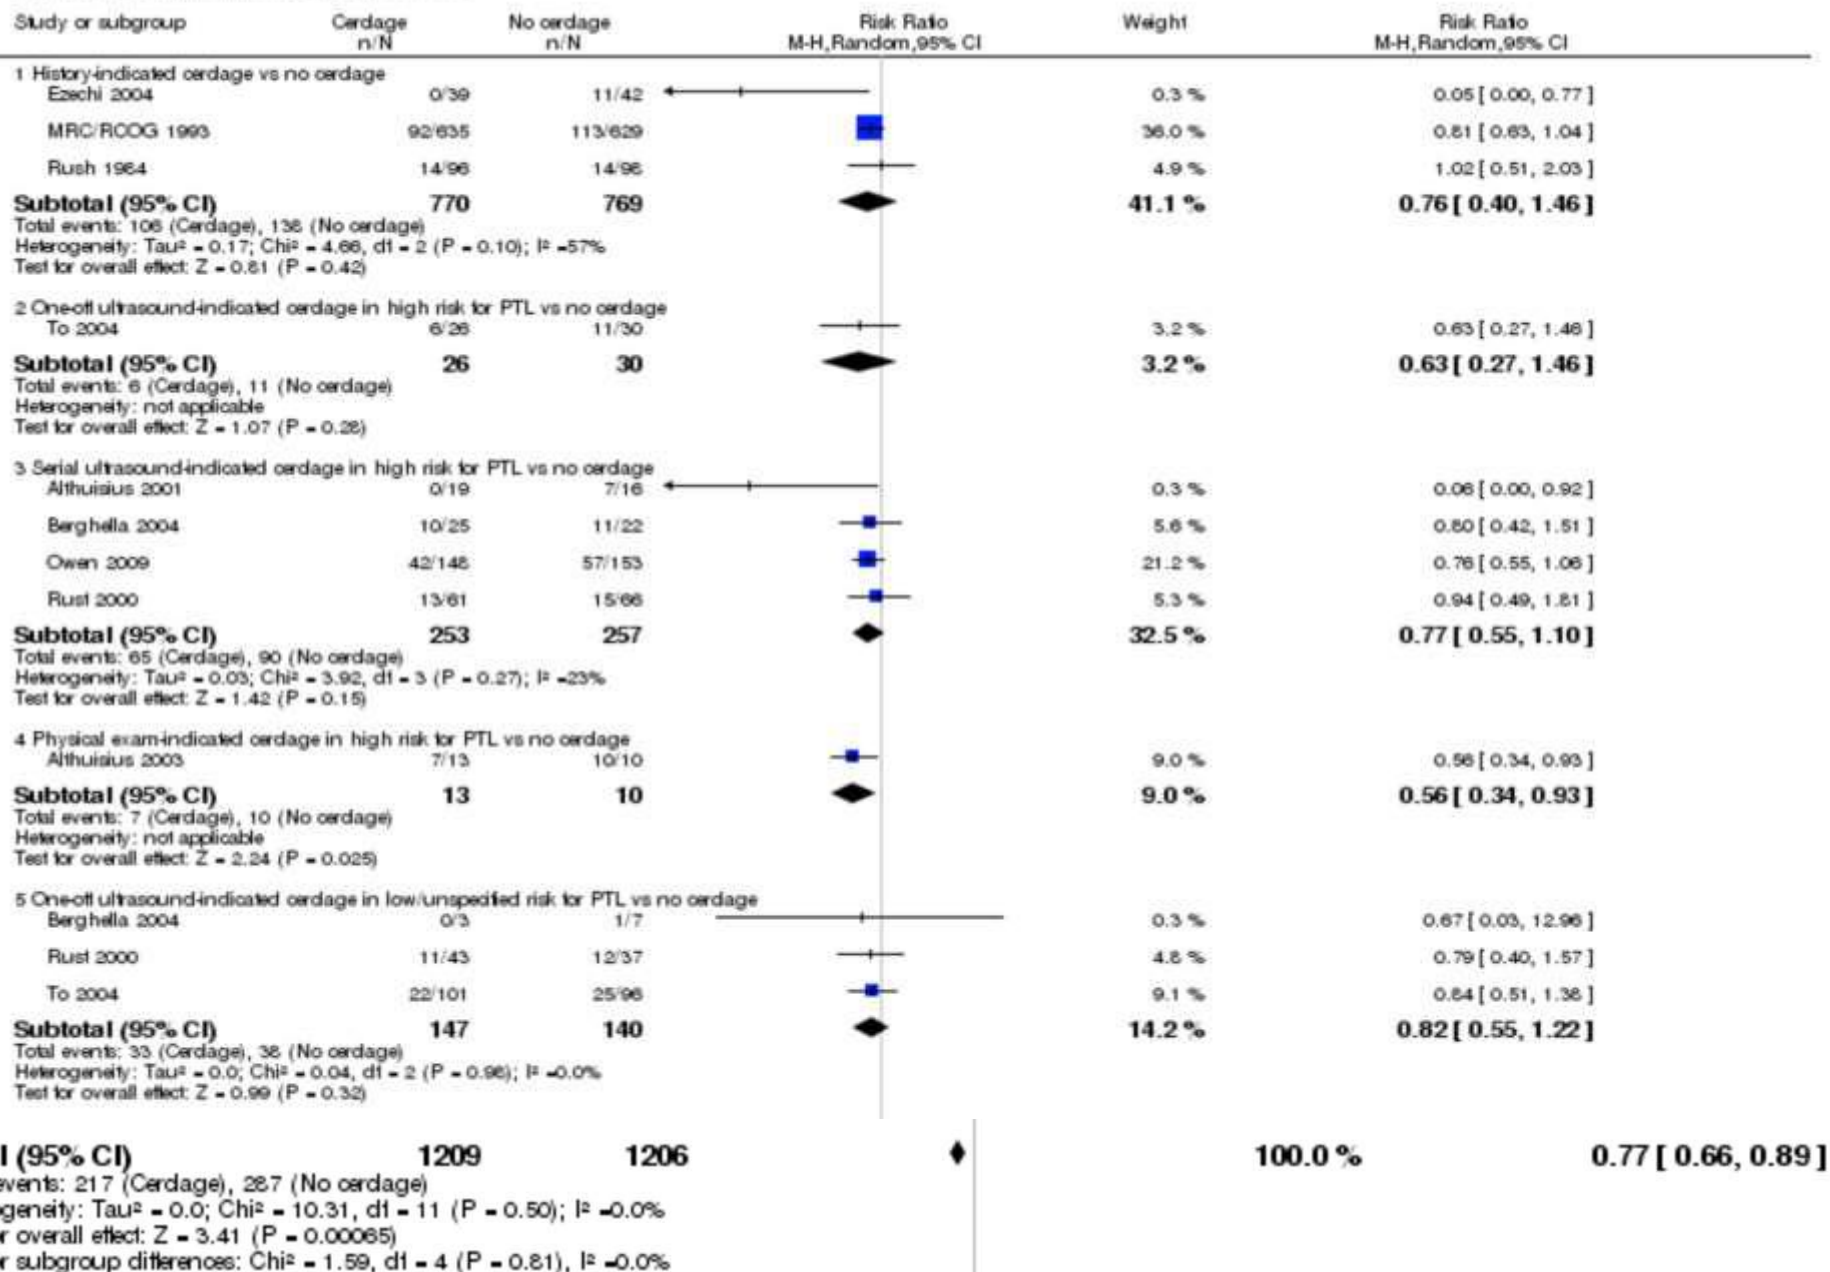 Study or subgroup Cerclage No cerclage Risk Ratio Weight Risk Ratio
n/N n/N M-H,Random,95% CI M-H,Random,95% CI
1 History-indicated cerclage vs no cerclage
Ezechi 2004 0/39 11/42 0.3 % 0.05 [ 0.00, 0.77 ]
MRC/RCOG 1993 92/635 113/629 36.0 % 0.81 [ 0.63, 1.04 ]
Rush 1984 14/96 14/98 4.9 % 1.02 [ 0.51, 2.03 ]
Subtotal (95% CI) 770 769 41.1 % 0.76 [ 0.40, 1.46 ]
Total events: 106 (Cerclage), 138 (No cerclage)
Heterogeneity: Tau² = 0.17; Chi² = 4.66, df = 2 (P = 0.10); I² =57%
Test for overall effect: Z = 0.81 (P = 0.42)
2 One-off ultrasound-indicated cerclage in high risk for PTL vs no cerclage
To 2004 6/26 11/30 3.2 % 0.63 [ 0.27, 1.46 ]
Subtotal (95% CI) 26 30 3.2 % 0.63 [ 0.27, 1.46 ]
Total events: 6 (Cerclage), 11 (No cerclage)
Heterogeneity: not applicable
Test for overall effect: Z = 1.07 (P = 0.28)
3 Serial ultrasound-indicated cerclage in high risk for PTL vs no cerclage
Althuisius 2001 0/19 7/16 0.3 % 0.06 [ 0.00, 0.92 ]
Berghella 2004 10/25 11/22 5.6 % 0.80 [ 0.42, 1.51 ]
Owen 2009 42/148 57/153 21.2 % 0.76 [ 0.55, 1.06 ]
Rust 2000 13/61 15/66 5.3 % 0.94 [ 0.49, 1.81 ]
Subtotal (95% CI) 253 257 32.5 % 0.77 [ 0.55, 1.10 ]
Total events: 65 (Cerclage), 90 (No cerclage)
Heterogeneity: Tau² = 0.03; Chi² = 3.92, df = 3 (P = 0.27); I² =23%
Test for overall effect: Z = 1.42 (P = 0.15)
4 Physical exam-indicated cerclage in high risk for PTL vs no cerclage
Althuisius 2003 7/13 10/10 9.0 % 0.56 [ 0.34, 0.93 ]
Subtotal (95% CI) 13 10 9.0 % 0.56 [ 0.34, 0.93 ]
Total events: 7 (Cerclage), 10 (No cerclage)
Heterogeneity: not applicable
Test for overall effect: Z = 2.24 (P = 0.025)
5 One-off ultrasound-indicated cerclage in low/unspecified risk for PTL vs no cerclage
Berghella 2004 0/3 1/7 0.3 % 0.67 [ 0.03, 12.96 ]
Rust 2000 11/43 12/37 4.8 % 0.79 [ 0.40, 1.57 ]
To 2004 22/101 25/96 9.1 % 0.84 [ 0.51, 1.38 ]
Subtotal (95% CI) 147 140 14.2 % 0.82 [ 0.55, 1.22 ]
Total events: 33 (Cerclage), 38 (No cerclage)
Heterogeneity: Tau² = 0.0; Chi² = 0.04, df = 2 (P = 0.98); I² =0.0%
Test for overall effect: Z = 0.99 (P = 0.32)
l (95% CI) 1209 1206 100.0 % 0.77 [ 0.66, 0.89 ]
events: 217 (Cerclage), 287 (No cerclage)
geneity: Tau² = 0.0; Chi² = 10.31, df = 11 (P = 0.50); I² =0.0%
r overall effect: Z = 3.41 (P = 0.00065)
r subgroup differences: Chi² = 1.59, df = 4 (P = 0.81), I² =0.0%